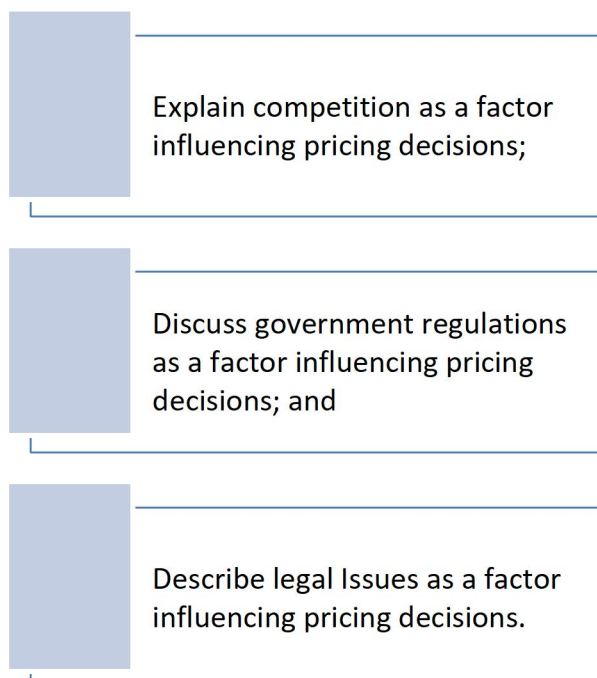 Explain competition as a factor
influencing pricing decisions;
Discuss government regulations
as a factor influencing pricing
decisions; and
Describe legal Issues as a factor
influencing pricing decisions.